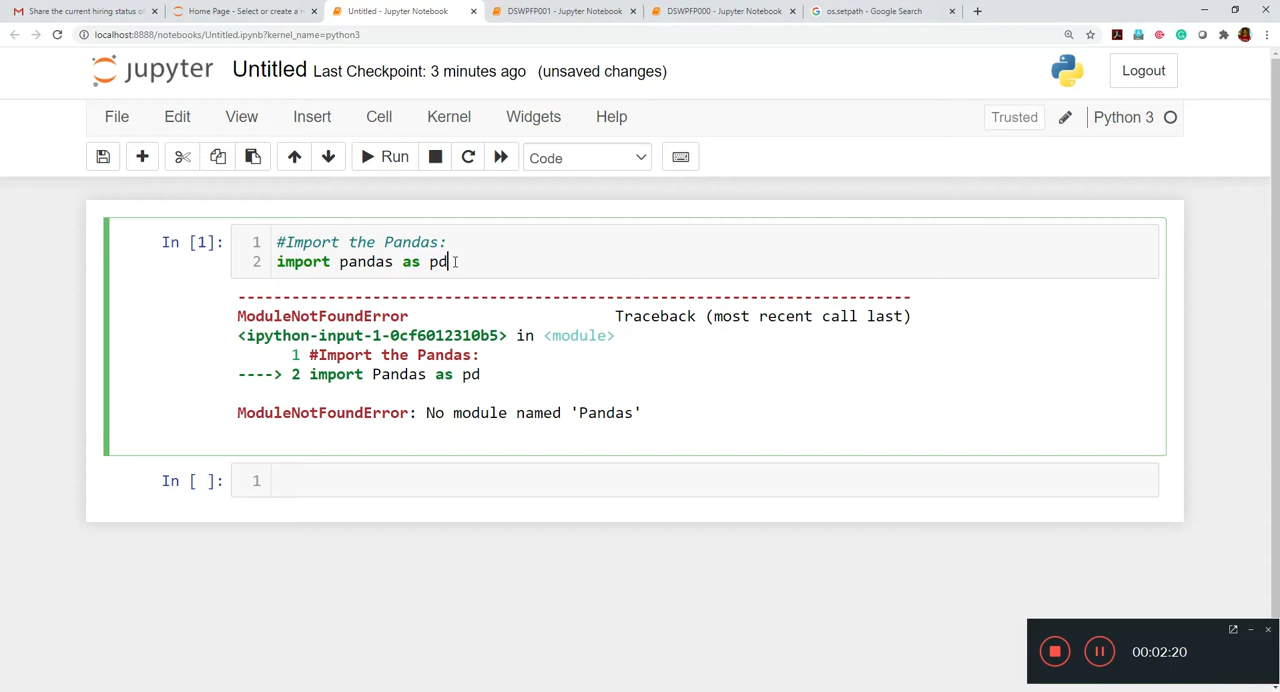 Share the current hiring status of
Home Page - Select or create a n
Untitled - Jupyter Notebook
DSWPFP001 - Jupyter Notebook
DSWPFP000 - Jupyter Notebook
os.setpath - Google Search
localhost:8888/notebooks/Untitled.ipynb?kernel_name=python3
jupyter Untitled Last Checkpoint: 3 minutes ago (unsaved changes)
Logout
File Edit View Insert Cell Kernel Widgets Help
Trusted
Python 3
Run
Code
In [1]:
1 #Import the Pandas:
2 import pandas as pd
---------------------------------------------------------------------------
ModuleNotFoundError Traceback (most recent call last)
<ipython-input-1-0cf6012310b5> in <module>
1 #Import the Pandas:
----> 2 import Pandas as pd
ModuleNotFoundError: No module named 'Pandas'
In [ ]:
1
00:02:20